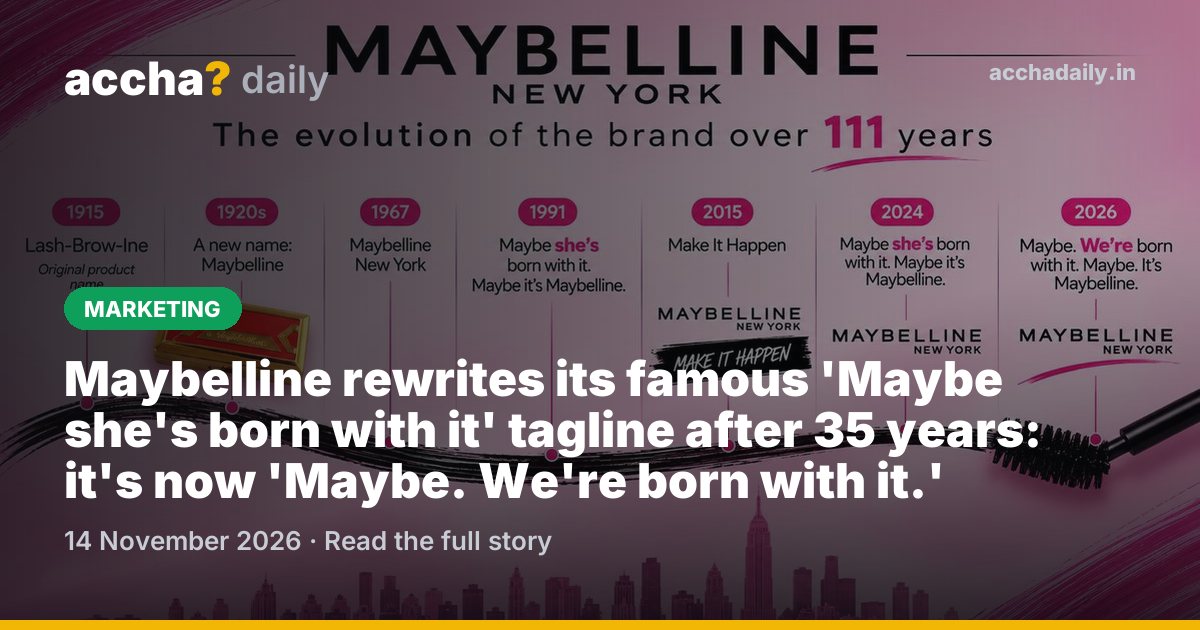 MAYBELLINE
NEW YORK
accha? daily
acchadaily.in
The evolution of the brand over 111 years
1915
Lash-Brow-Ine
Original product
name
1920s
A new name:
Maybelline
1967
Maybelline
New York
1991
Maybe she's
born with it.
Maybe it's Maybelline.
2015
Make It Happen
MAYBELLINE
NEW YORK
MAKE IT HAPPEN
2024
Maybe she's born
with it. Maybe it's
Maybelline.
MAYBELLINE
NEW YORK
2026
Maybe. We're born
with it. Maybe. It's
Maybelline.
MAYBELLINE
NEW YORK
MARKETING
Maybelline rewrites its famous 'Maybe
she's born with it' tagline after 35 years:
it's now 'Maybe. We're born with it.'
14 November 2026 · Read the full story